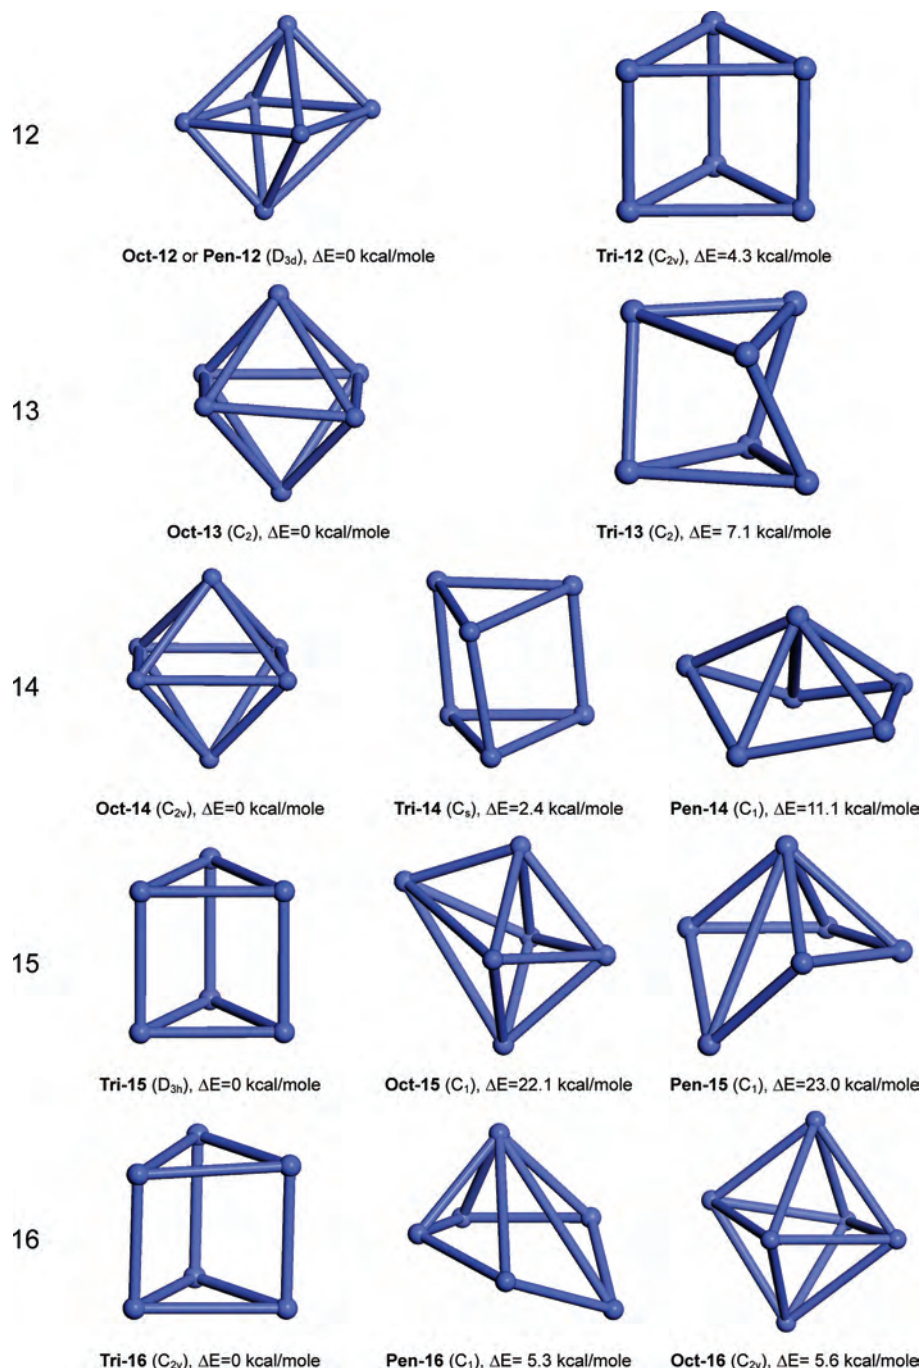 12
Oct-12 or Pen-12 (D3d), ΔE=0 kcal/mole
Tri-12 (C2v), ΔE=4.3 kcal/mole
13
Oct-13 (C2), ΔE=0 kcal/mole
Tri-13 (C2), ΔE= 7.1 kcal/mole
14
Oct-14 (C2v), ΔE=0 kcal/mole
Tri-14 (Cs), ΔE=2.4 kcal/mole
Pen-14 (C1), ΔE=11.1 kcal/mole
15
Tri-15 (D3h), ΔE=0 kcal/mole
Oct-15 (C1), ΔE=22.1 kcal/mole
Pen-15 (C1), ΔE=23.0 kcal/mole
16
Tri-16 (C2v), ΔE=0 kcal/mole
Pen-16 (C1), ΔE= 5.3 kcal/mole
Oct-16 (C2v), ΔE= 5.6 kcal/mole